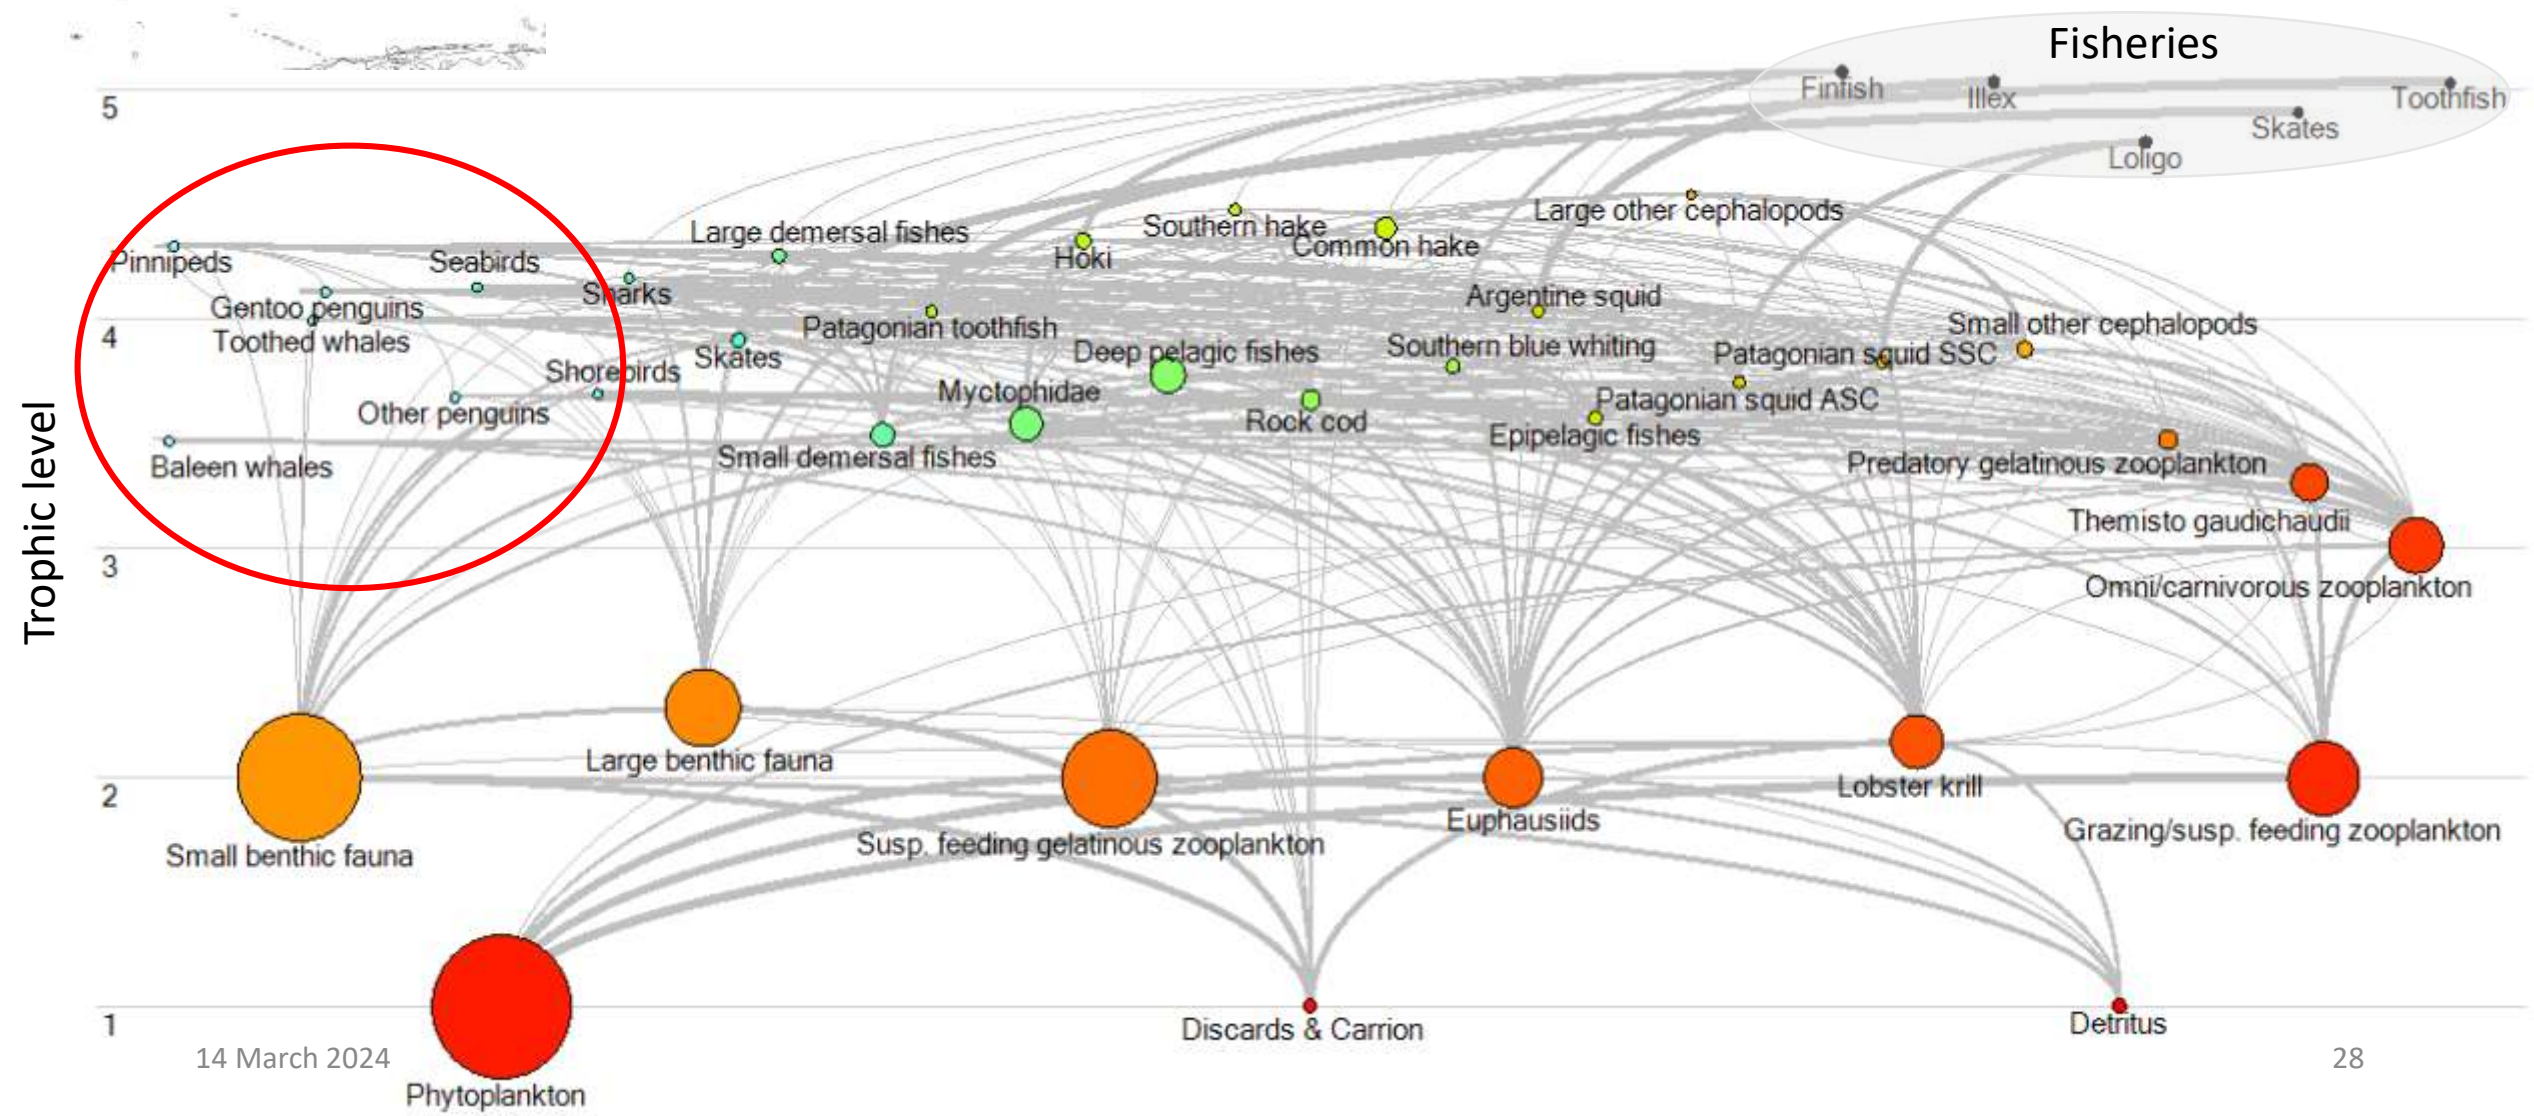 Fisheries
Finfish
Illex
Toothfish
5
Skates
Loligo
Large other cephalopods
Southern hake
Large demersal fishes
Common hake
Hoki
Pinnipeds
Seabirds
Sharks
Argentine squid
Gentoo penguins
Small other cephalopods
Patagonian toothfish
4
Toothed whales
Southern blue whiting
Deep pelagic fishes
Patagonian squid SSC
Skates
Shorebirds
Myctophidae
Patagonian squid ASC
Other penguins
Rock cod
Epipelagic fishes
Small demersal fishes
Predatory gelatinous zooplankton
Baleen whales
Trophic level
Themisto gaudichaudii
3
Omni/carnivorous zooplankton
Large benthic fauna
Lobster krill
2
Euphausiids
Grazing/susp. feeding zooplankton
Susp. feeding gelatinous zooplankton
Small benthic fauna
1
Discards & Carrion
Detritus
14 March 2024
28
Phytoplankton